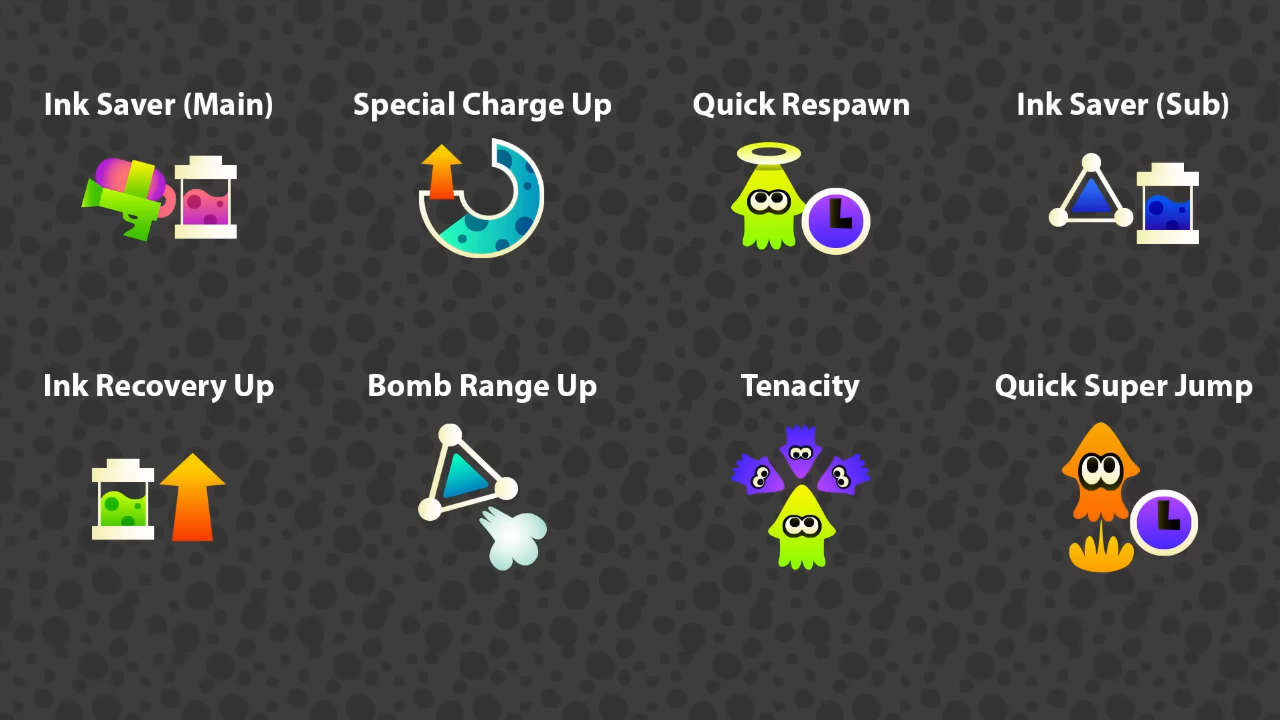 Ink Saver (Main)
Special Charge Up
Quick Respawn
Ink Saver (Sub)
Ink Recovery Up
Bomb Range Up
Tenacity
Quick Super Jump